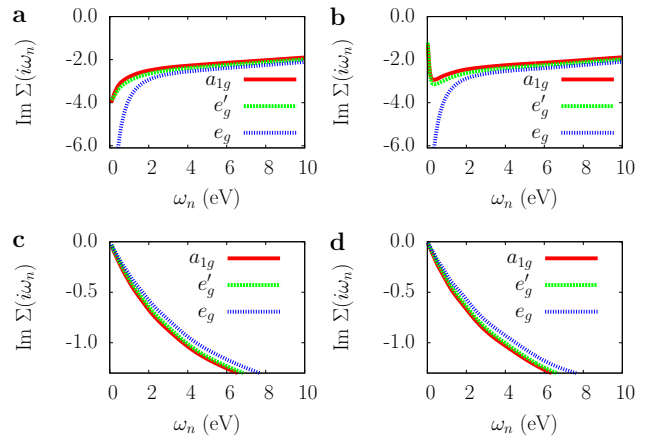 a
b
0.0
-2.0
-4.0
-6.0
Im Σ(iωn)
a1g
e′g
eg
0 2 4 6 8 10
ωn (eV)
0.0
-2.0
-4.0
-6.0
Im Σ(iωn)
a1g
e′g
eg
0 2 4 6 8 10
ωn (eV)
c
d
0.0
-0.5
-1.0
Im Σ(iωn)
a1g
e′g
eg
0 2 4 6 8 10
ωn (eV)
0.0
-0.5
-1.0
Im Σ(iωn)
a1g
e′g
eg
0 2 4 6 8 10
ωn (eV)